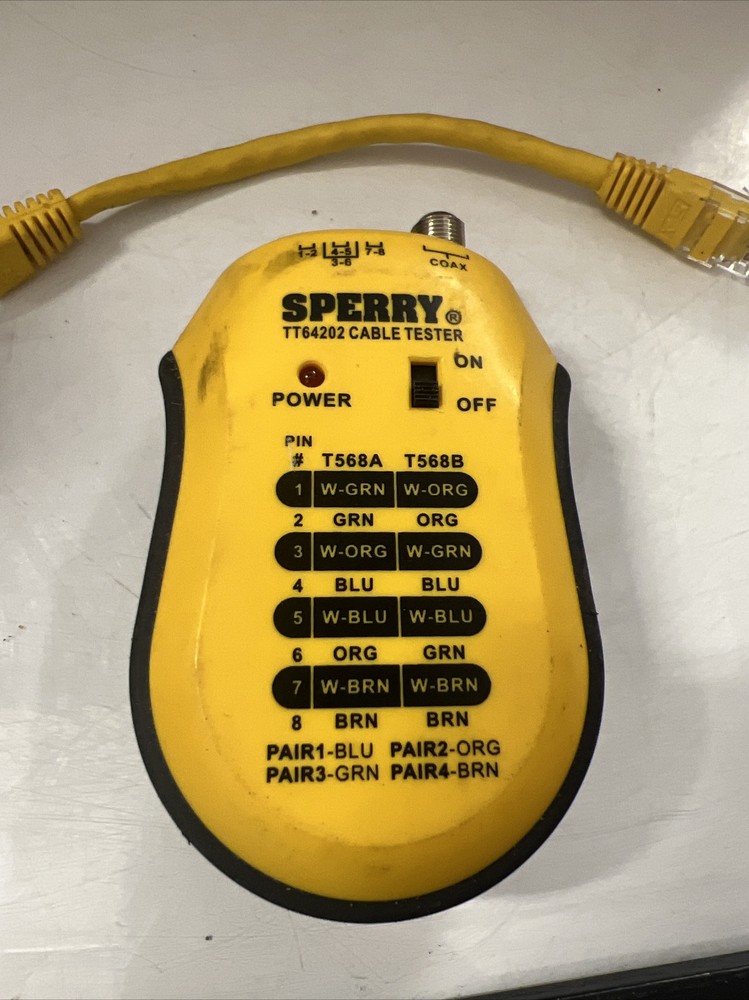 1-2 4-5 7-8
3-6
COAX
SPERRY®
TT64202 CABLE TESTER
ON
POWER OFF
PIN
# T568A T568B
1 W-GRN W-ORG
2 GRN ORG
3 W-ORG W-GRN
4 BLU BLU
5 W-BLU W-BLU
6 ORG GRN
7 W-BRN W-BRN
8 BRN BRN
PAIR1-BLU PAIR2-ORG
PAIR3-GRN PAIR4-BRN